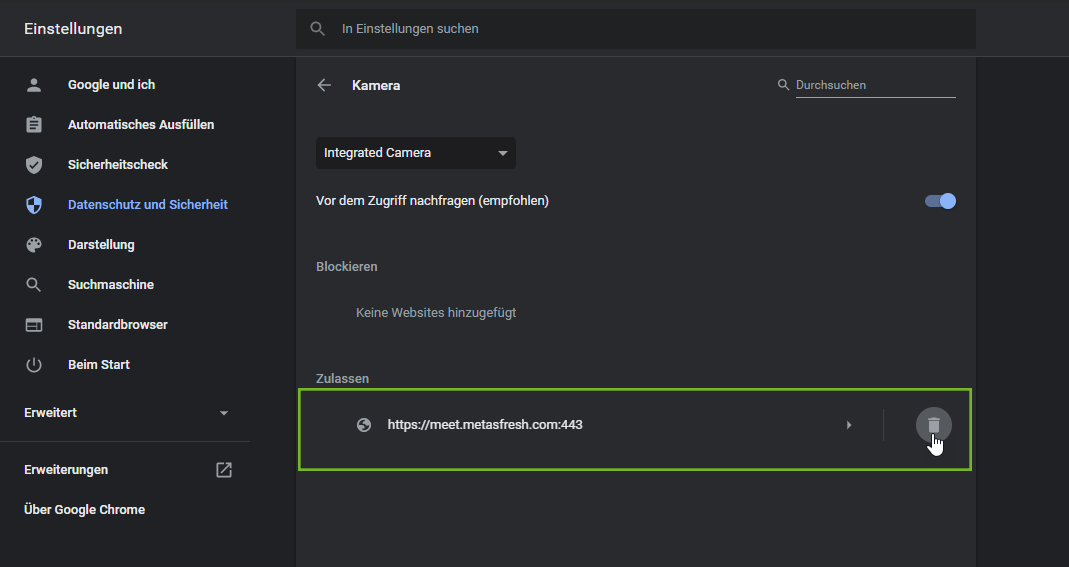 Einstellungen
In Einstellungen suchen
Google und ich
Automatisches Ausfüllen
Sicherheitscheck
Datenschutz und Sicherheit
Darstellung
Suchmaschine
Standardbrowser
Beim Start
Erweitert
Erweiterungen
Über Google Chrome
Kamera
Durchsuchen
Integrated Camera
Vor dem Zugriff nachfragen (empfohlen)
Blockieren
Keine Websites hinzugefügt
Zulassen
https://meet.metasfresh.com:443